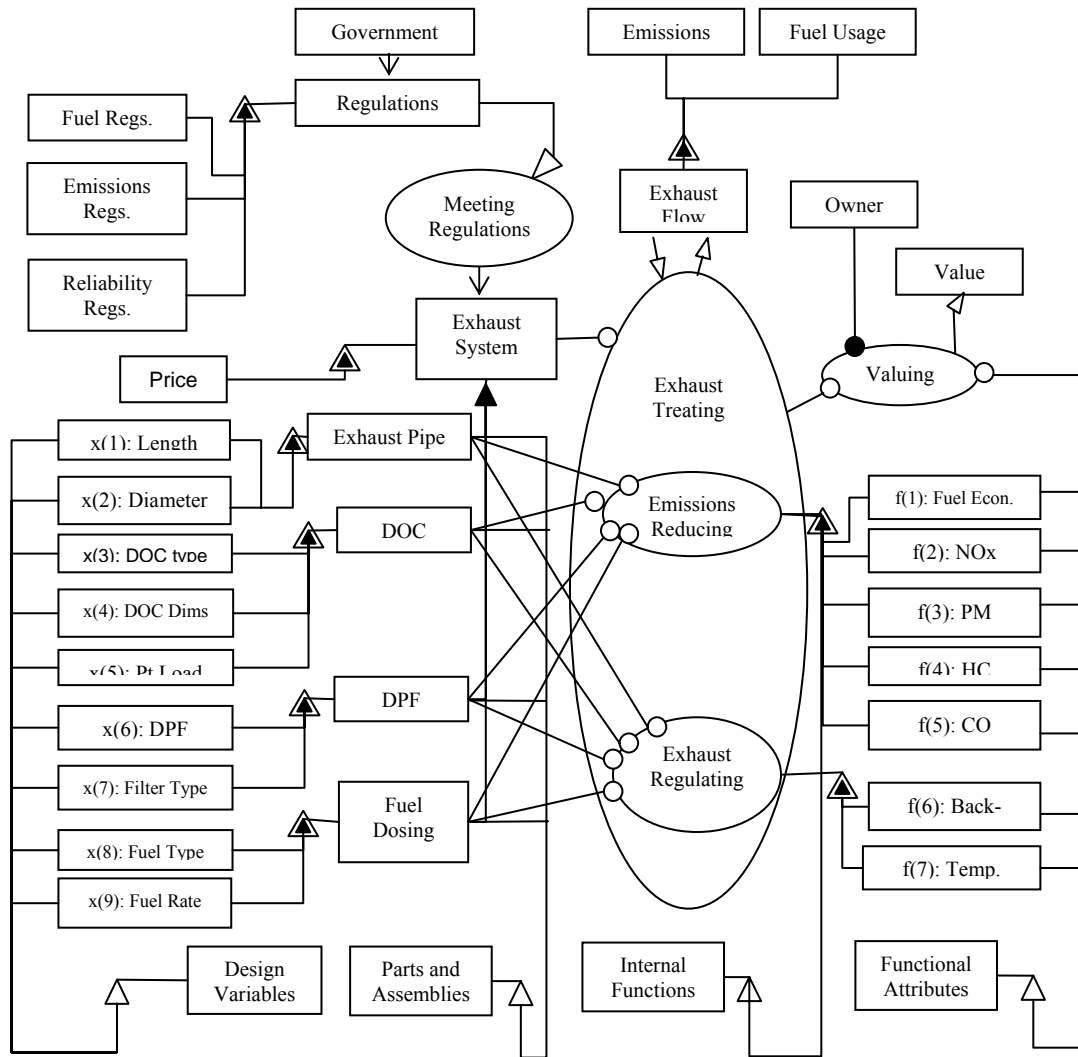 Government
Emissions
Fuel Usage
Regulations
Fuel Regs.
Emissions
Regs.
Reliability
Regs.
Meeting
Regulations
Exhaust
Flow
Owner
Value
Exhaust
System
Price
Exhaust
Treating
Valuing
x(1): Length
Exhaust Pipe
x(2): Diameter
DOC
x(3): DOC type
x(4): DOC Dims
x(5): Pt Load
Emissions
Reducing
f(1): Fuel Econ.
f(2): NOx
f(3): PM
f(4): HC
f(5): CO
DPF
x(6): DPF
x(7): Filter Type
Exhaust
Regulating
Fuel
Dosing
f(6): Back-
f(7): Temp.
x(8): Fuel Type
x(9): Fuel Rate
Design
Variables
Parts and
Assemblies
Internal
Functions
Functional
Attributes